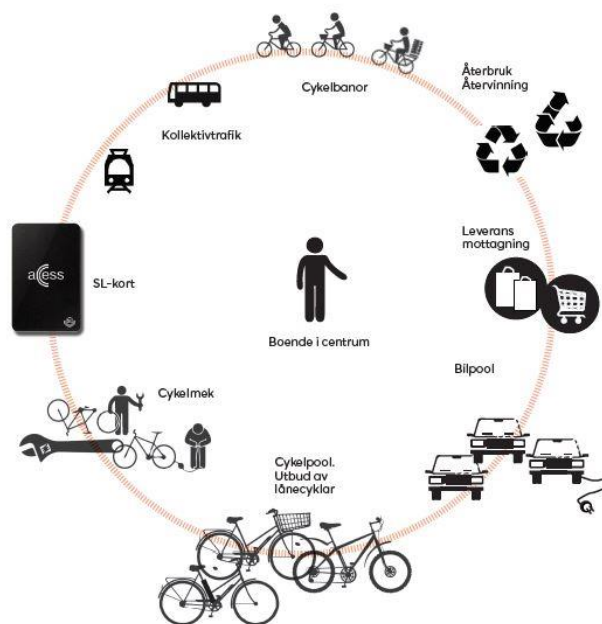 Cykelbanor
Återbruk
Återvinning
Kollektivtrafik
Leverans
mottagning
access
SL-kort
Boende i centrum
Bilpool
Cykelmek
Cykelpool.
Utbud av
lånecyklar